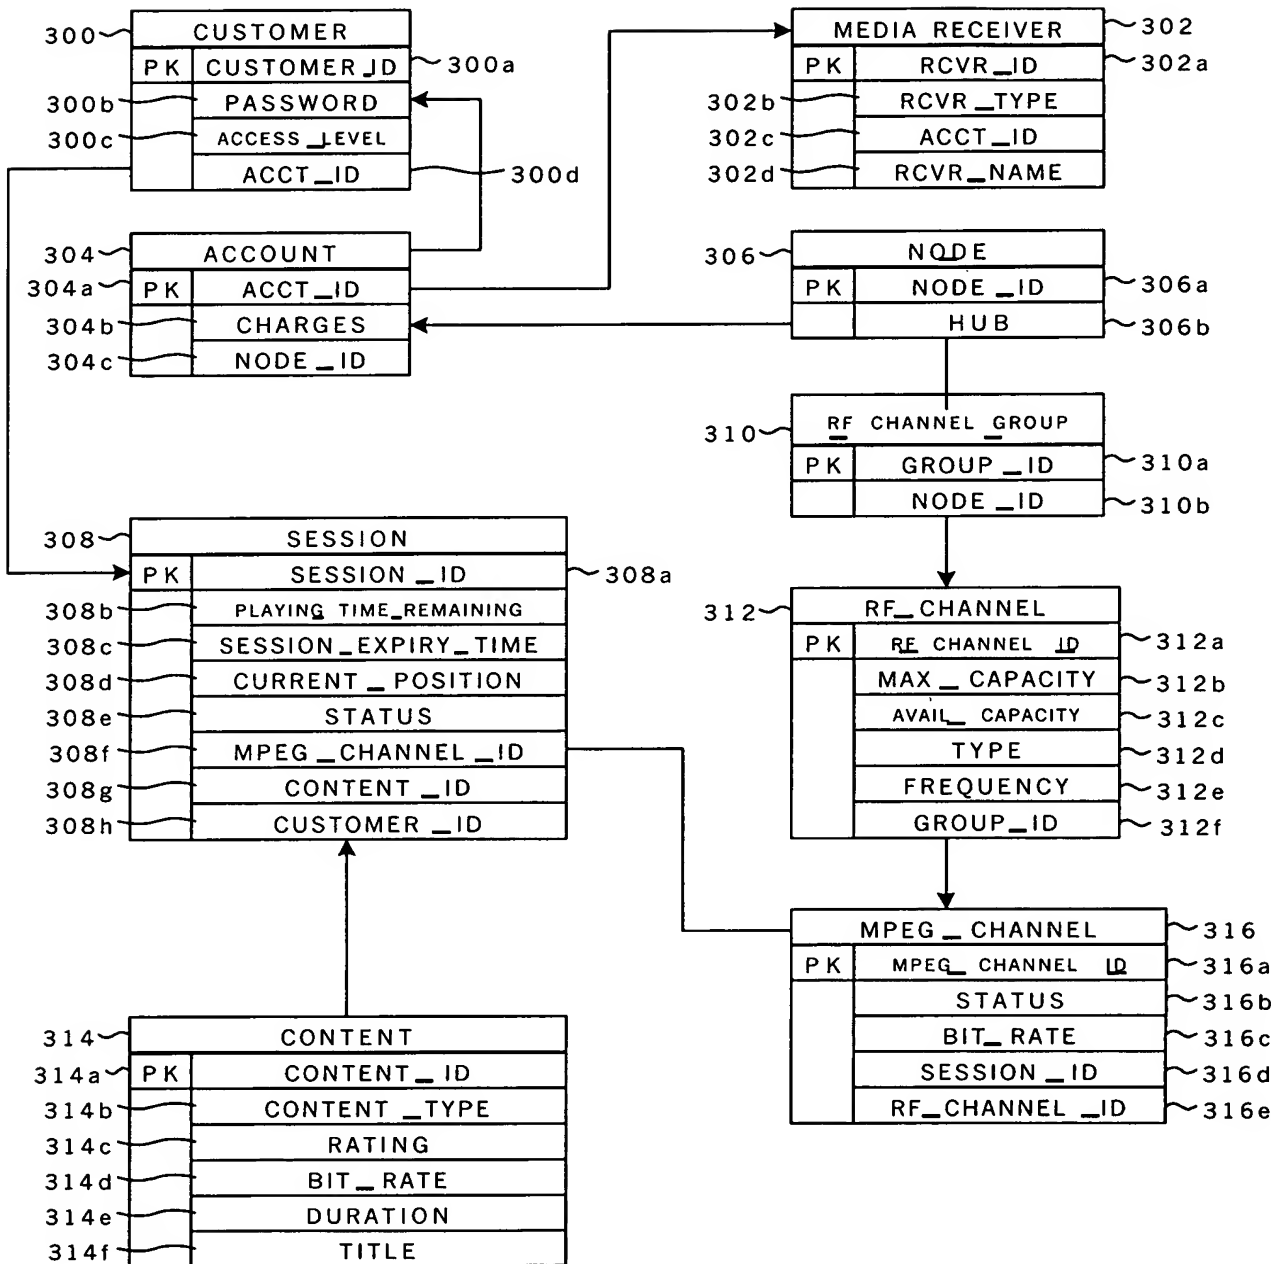 300 CUSTOMER
PK CUSTOMER_ID 300a
300b PASSWORD
300c ACCESS_LEVEL
ACCT_ID 300d
MEDIA RECEIVER 302
PK RCVR_ID 302a
302b RCVR_TYPE
302c ACCT_ID
302d RCVR_NAME
304 ACCOUNT
304a PK ACCT_ID
304b CHARGES
304c NODE_ID
306 NODE
PK NODE_ID 306a
HUB 306b
310 RF CHANNEL_GROUP
PK GROUP_ID 310a
NODE_ID 310b
308 SESSION
PK SESSION_ID 308a
308b PLAYING TIME_REMAINING
308c SESSION_EXPIRY_TIME
308d CURRENT_POSITION
308e STATUS
308f MPEG_CHANNEL_ID
308g CONTENT_ID
308h CUSTOMER_ID
312 RF_CHANNEL
PK RF CHANNEL ID 312a
MAX_CAPACITY 312b
AVAIL_CAPACITY 312c
TYPE 312d
FREQUENCY 312e
GROUP_ID 312f
MPEG_CHANNEL 316
PK MPEG_CHANNEL ID 316a
STATUS 316b
BIT_RATE 316c
SESSION_ID 316d
RF_CHANNEL_ID 316e
314 CONTENT
314a PK CONTENT_ID
314b CONTENT_TYPE
314c RATING
314d BIT_RATE
314e DURATION
314f TITLE